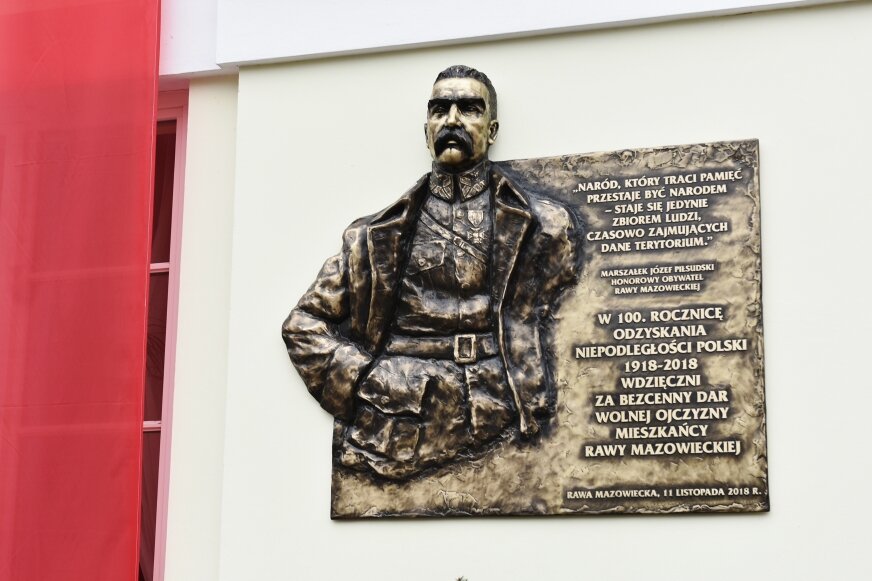 „NARÓD, KTÓRY TRACI PAMIĘĆ
PRZESTAJE BYĆ NARODEM
– STAJE SIĘ JEDYNIE
ZBIOREM LUDZI,
CZASOWO ZAJMUJĄCYCH
DANE TERYTORIUM.”
MARSZAŁEK JÓZEF PIŁSUDSKI
HONOROWY OBYWATEL
RAWY MAZOWIECKIEJ
W 100. ROCZNICĘ
ODZYSKANIA
NIEPODLEGŁOŚCI POLSKI
1918-2018
WDZIĘCZNI
ZA BEZCENNY DAR
WOLNEJ OJCZYZNY
MIESZKAŃCY
RAWY MAZOWIECKIEJ
RAWA MAZOWIECKA, 11 LISTOPADA 2018 R.